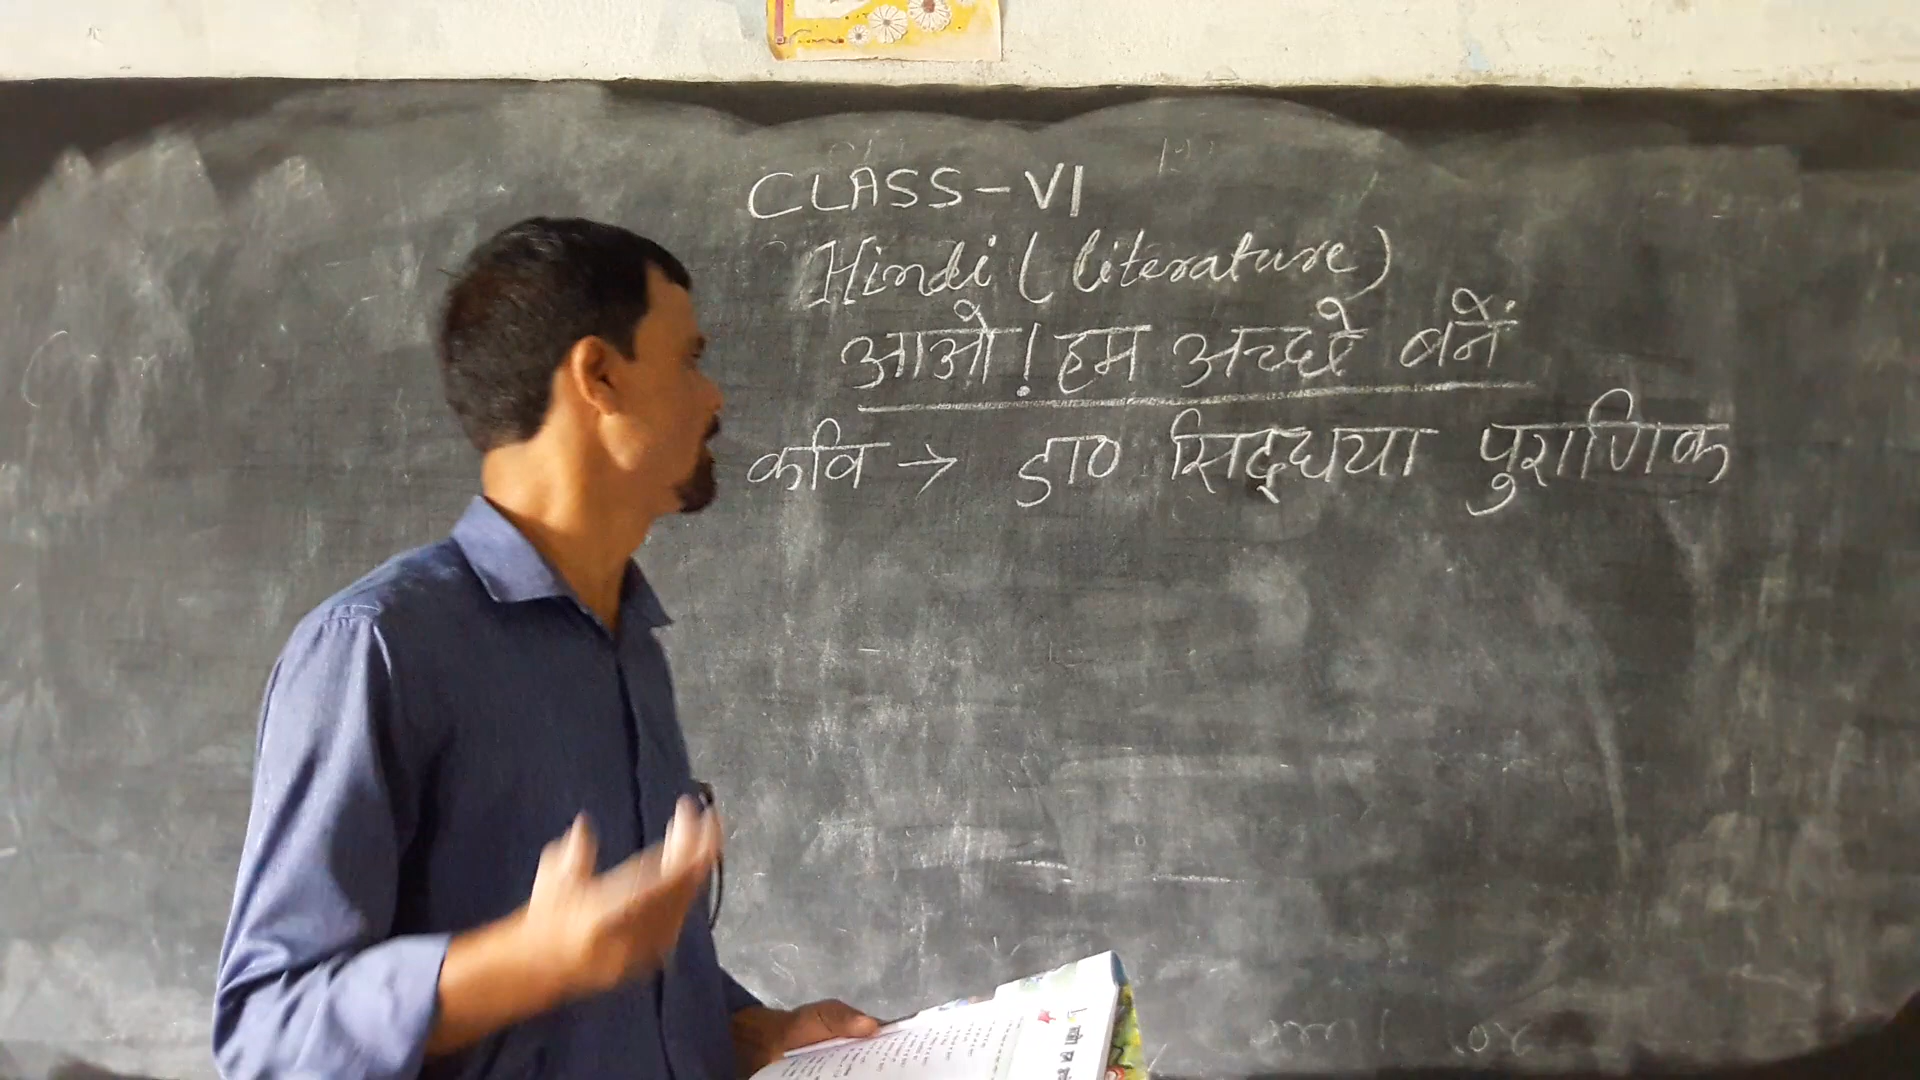 CLASS-VI
Hindi (literature)
आओ! हम अच्छे बनें
कवि → डा० सिद्धया पुराणिक